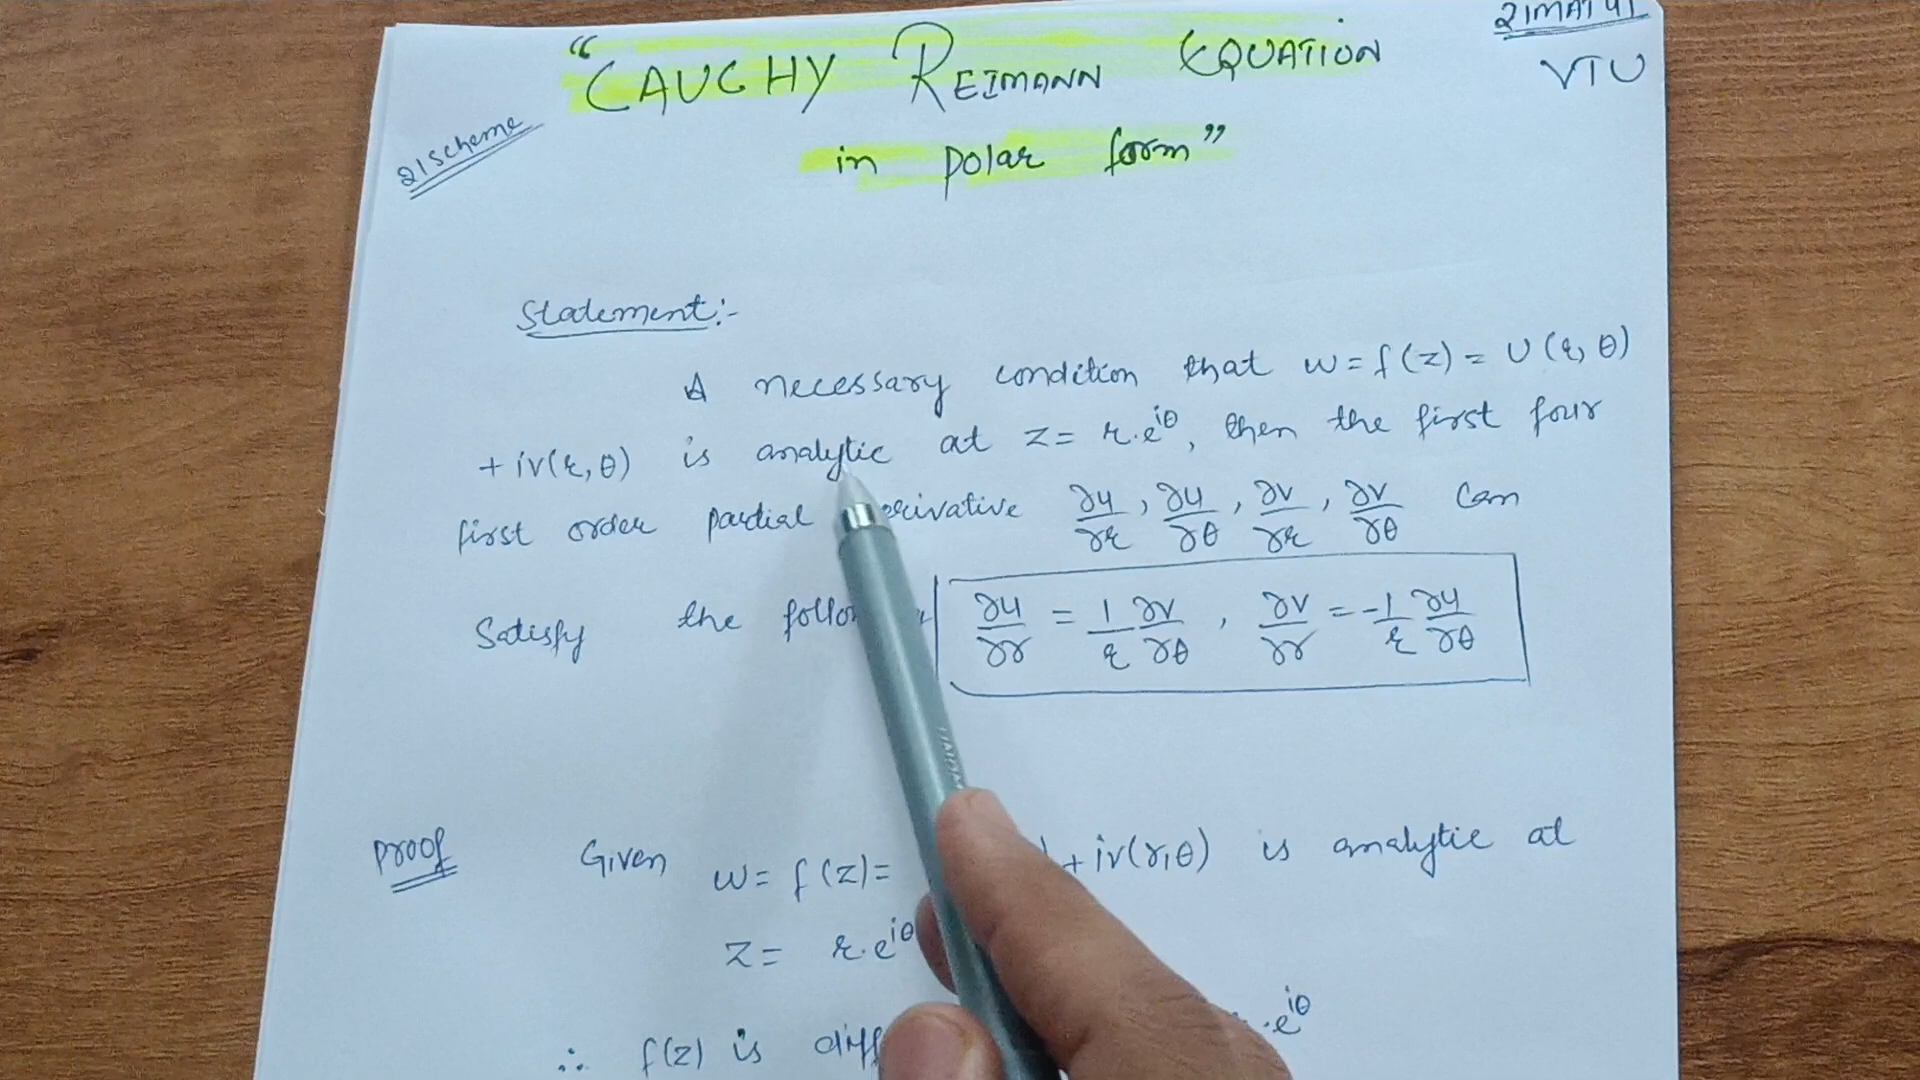 21MAT41
"CAUCHY REIMANN EQUATION
VTU
21scheme
in polar form"
Statement:-
A necessary condition that w=f(z)=U(r,θ)
+iv(r,θ) is analytic at z=r.e^iθ, then the first four
first order partial ∂u/∂r, ∂u/∂θ, ∂v/∂r, ∂v/∂θ can
Satisfy the ∂u/∂r = 1/r ∂v/∂θ, ∂v/∂r = -1/r ∂u/∂θ
Proof Given w=f(z)= +iv(r,θ) is analytic at
z= r.e^iθ
∴ f(z) is .e^iθ